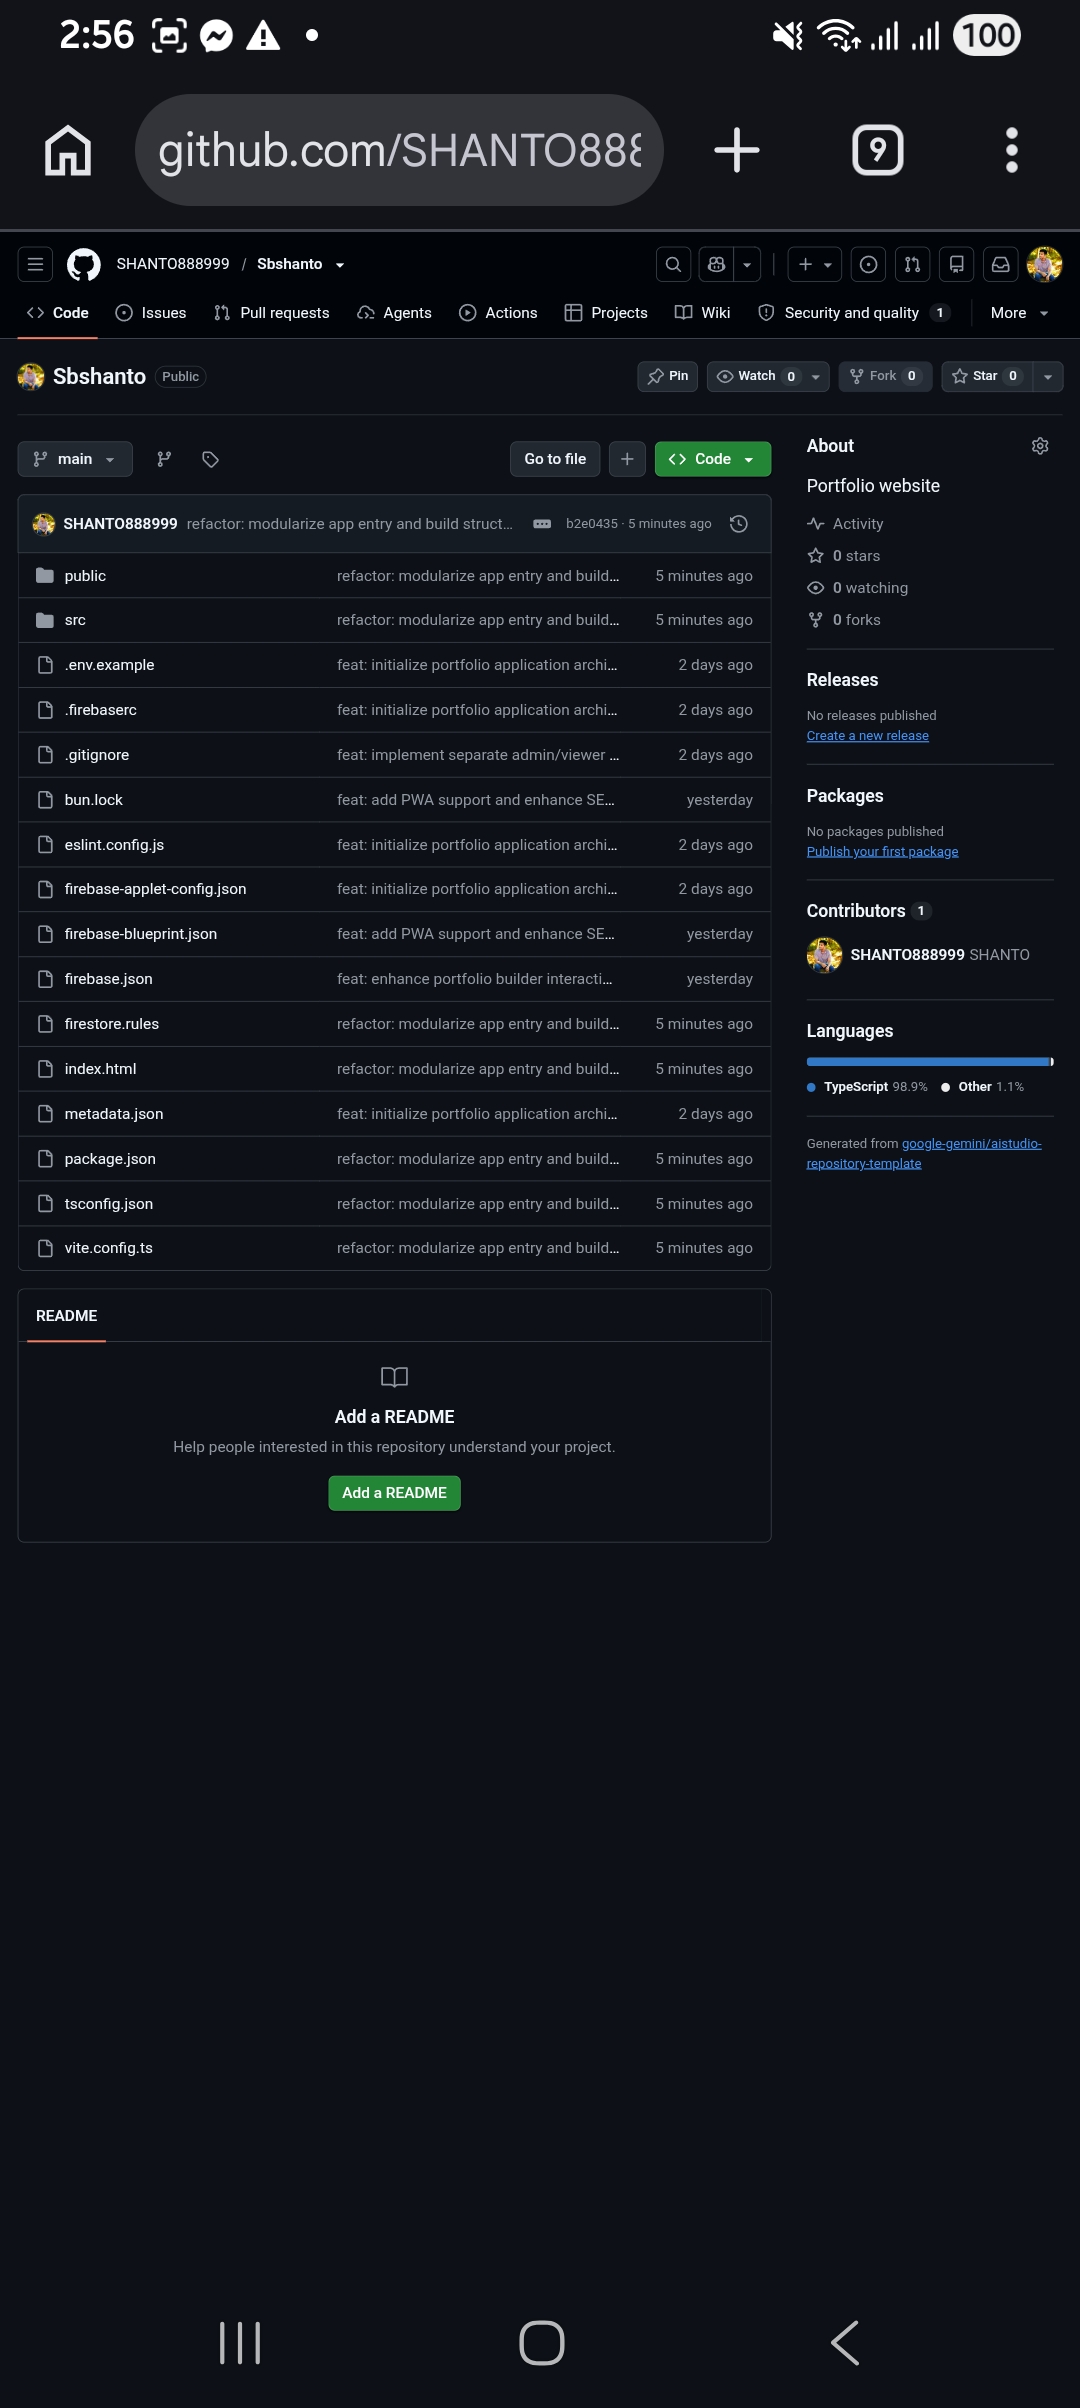 2:56 100
github.com/SHANTO888
9
SHANTO888999 / Sbshanto
Code Issues Pull requests Agents Actions Projects Wiki Security and quality 1 More
Sbshanto Public Pin Watch 0 Fork 0 Star 0
main Go to file Code
SHANTO888999 refactor: modularize app entry and build struct... b2e0435 · 5 minutes ago
public refactor: modularize app entry and build... 5 minutes ago
src refactor: modularize app entry and build... 5 minutes ago
.env.example feat: initialize portfolio application archi... 2 days ago
.firebaserc feat: initialize portfolio application archi... 2 days ago
.gitignore feat: implement separate admin/viewer ... 2 days ago
bun.lock feat: add PWA support and enhance SE... yesterday
eslint.config.js feat: initialize portfolio application archi... 2 days ago
firebase-applet-config.json feat: initialize portfolio application archi... 2 days ago
firebase-blueprint.json feat: add PWA support and enhance SE... yesterday
firebase.json feat: enhance portfolio builder interacti... yesterday
firestore.rules refactor: modularize app entry and build... 5 minutes ago
index.html refactor: modularize app entry and build... 5 minutes ago
metadata.json feat: initialize portfolio application archi... 2 days ago
package.json refactor: modularize app entry and build... 5 minutes ago
tsconfig.json refactor: modularize app entry and build... 5 minutes ago
vite.config.ts refactor: modularize app entry and build... 5 minutes ago
README
Add a README
Help people interested in this repository understand your project.
Add a README
About
Portfolio website
Activity
0 stars
0 watching
0 forks
Releases
No releases published
Create a new release
Packages
No packages published
Publish your first package
Contributors 1
SHANTO888999 SHANTO
Languages
TypeScript 98.9% Other 1.1%
Generated from google-gemini/aistudio-
repository-template